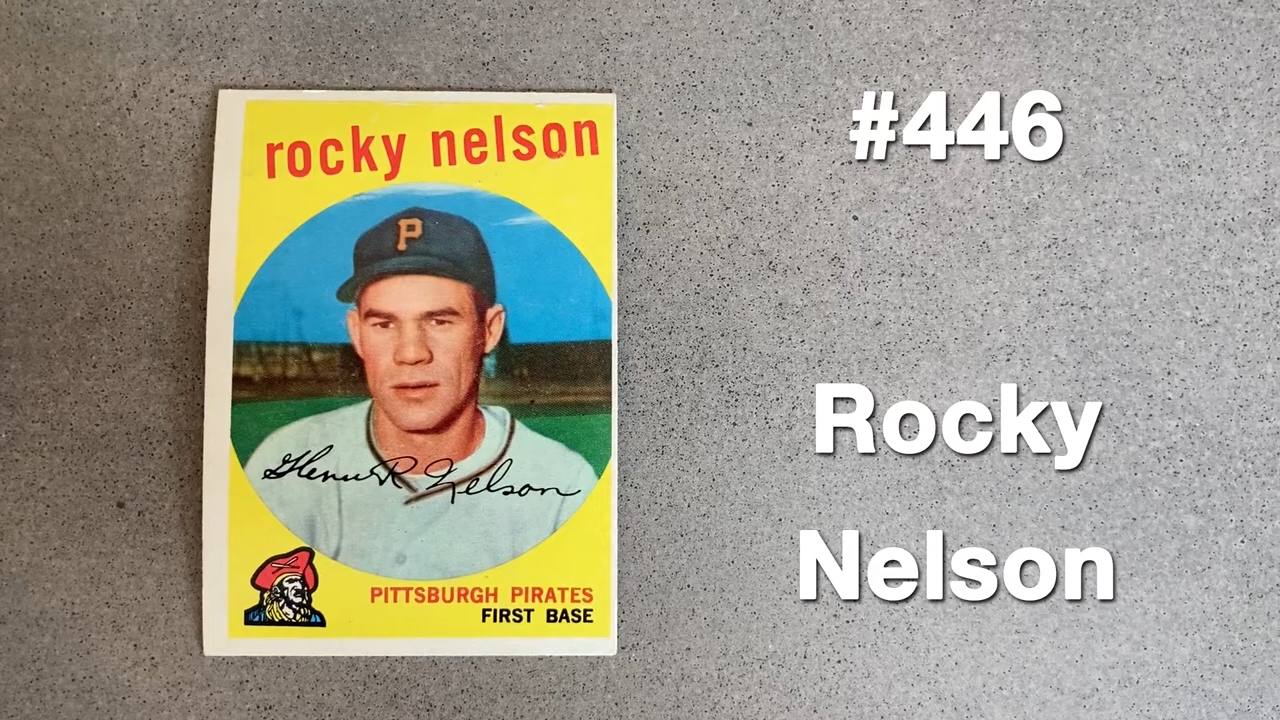 rocky nelson
P
Glenn R Nelson
PITTSBURGH PIRATES
FIRST BASE
#446
Rocky
Nelson